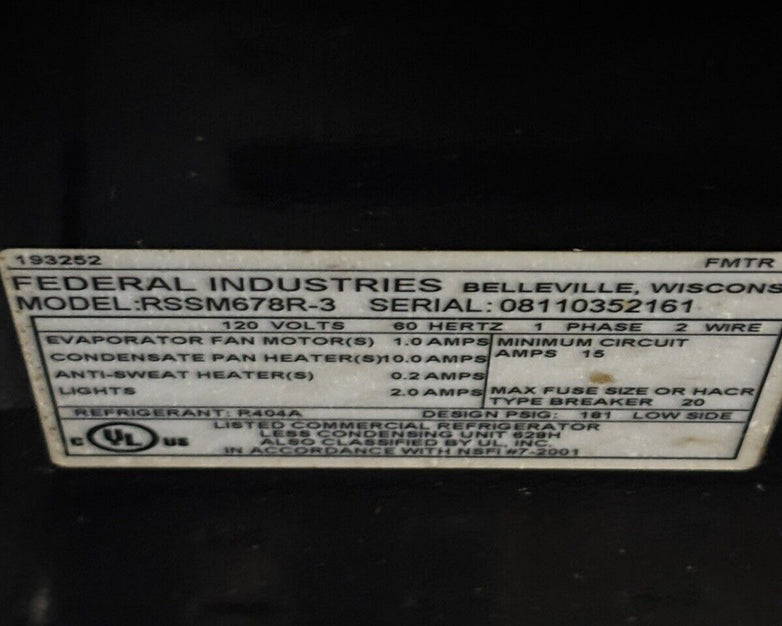 193252 FMTR
FEDERAL INDUSTRIES BELLEVILLE, WISCONS
MODEL:RSSM678R-3 SERIAL: 08110352161
120 VOLTS 60 HERTZ 1 PHASE 2 WIRE
EVAPORATOR FAN MOTOR(S) 1.0 AMPS
CONDENSATE PAN HEATER(S)10.0 AMPS
ANTI-SWEAT HEATER(S) 0.2 AMPS
LIGHTS 2.0 AMPS
MINIMUM CIRCUIT
AMPS 15
MAX FUSE SIZE OR HACR
TYPE BREAKER 20
REFRIGERANT: R404A DESIGN PSIG: 181 LOW SIDE
C UL US
LISTED COMMERCIAL REFRIGERATOR
LESS CONDENSING UNIT 629H
ALSO CLASSIFIED BY UL INC.
IN ACCORDANCE WITH NSFI #7-2001